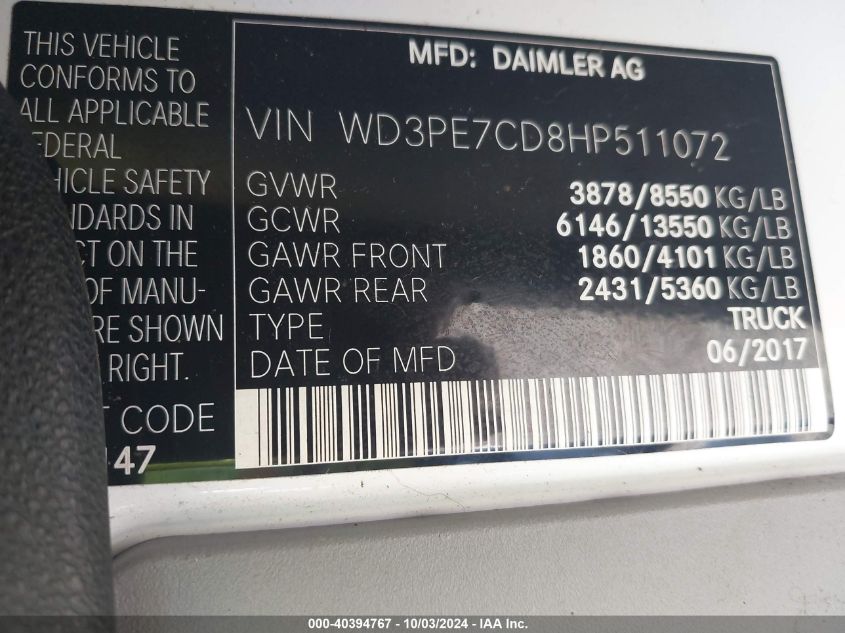 THIS VEHICLE
CONFORMS TO
ALL APPLICABLE
FEDERAL
HICLE SAFETY
NDARDS IN
CT ON THE
OF MANU-
RE SHOWN
RIGHT.
T CODE
147
MFD: DAIMLER AG
VIN WD3PE7CD8HP511072
GVWR 3878/8550 KG/LB
GCWR 6146/13550 KG/LB
GAWR FRONT 1860/4101 KG/LB
GAWR REAR 2431/5360 KG/LB
TYPE TRUCK
DATE OF MFD 06/2017
000-40394767 - 10/03/2024 - IAA Inc.